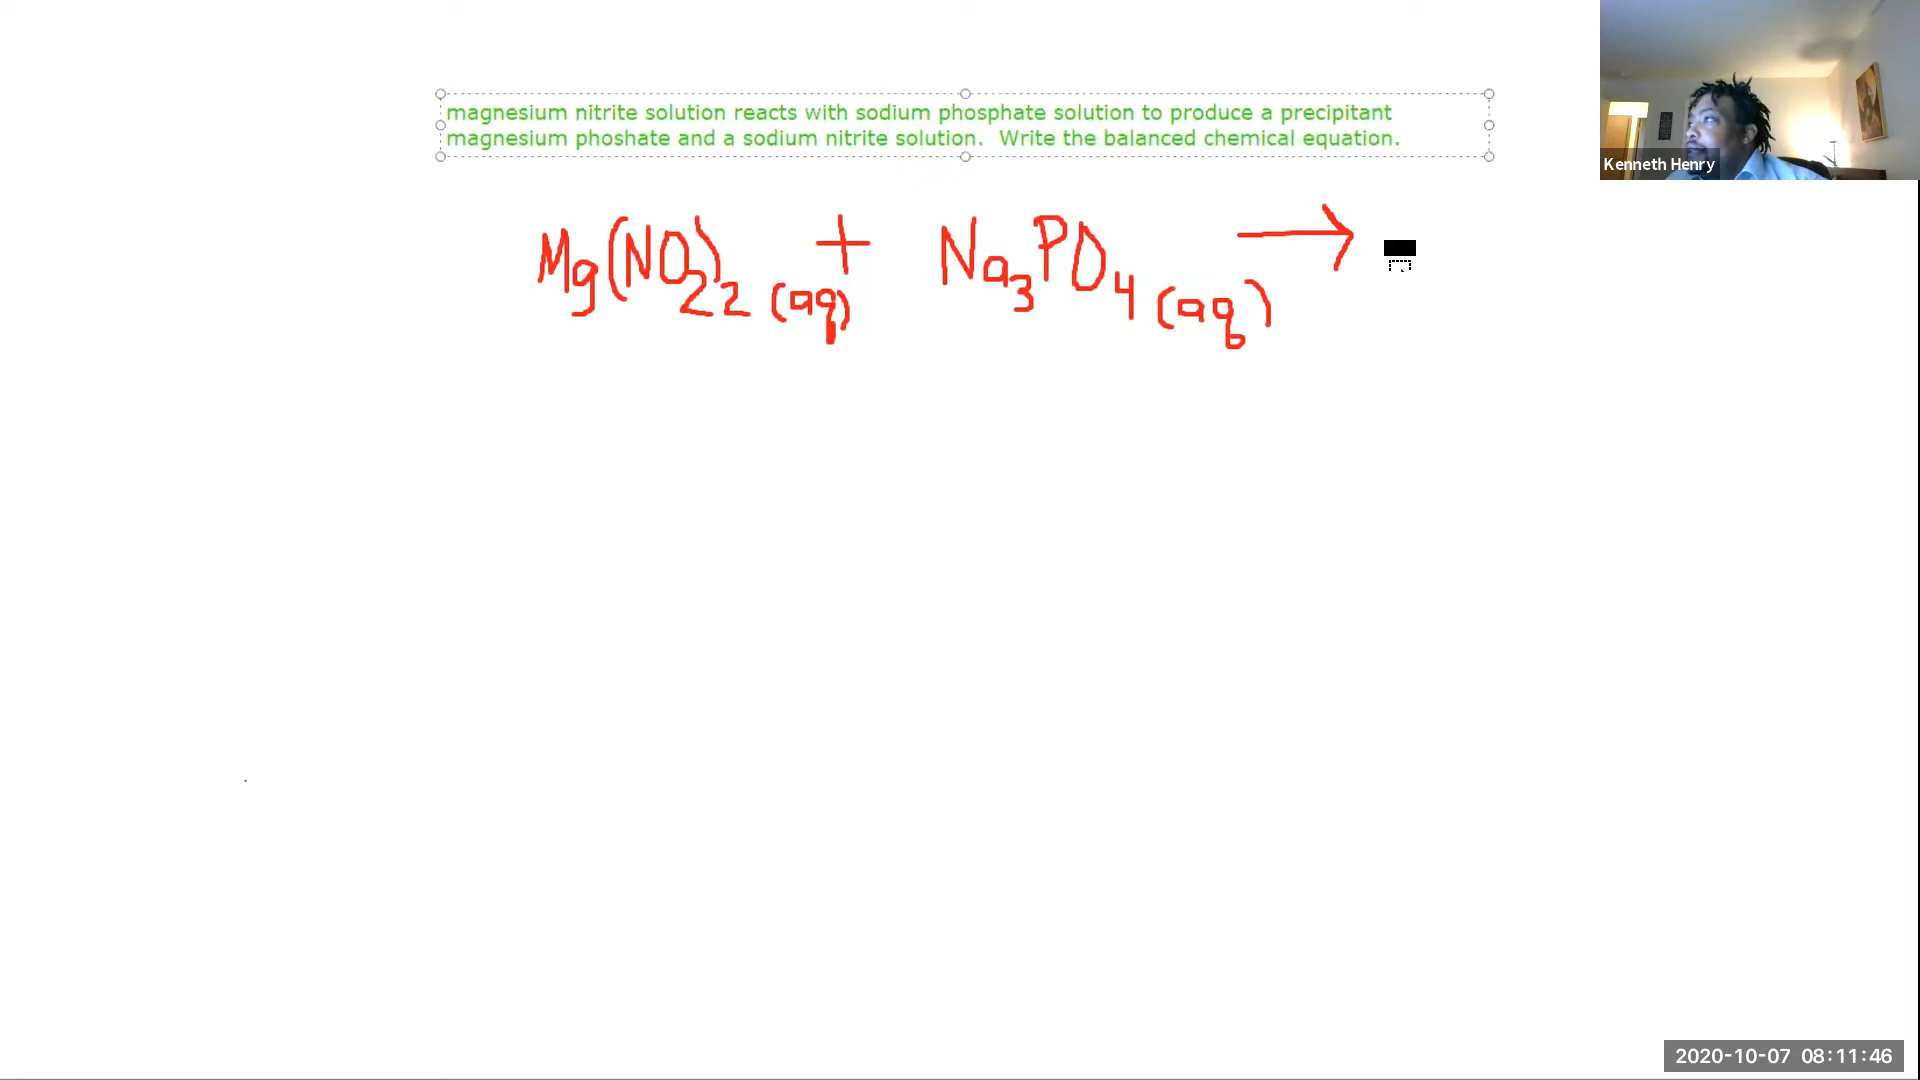 magnesium nitrite solution reacts with sodium phosphate solution to produce a precipitant
magnesium phoshate and a sodium nitrite solution.  Write the balanced chemical equation.
Kenneth Henry
Mg(NO₂)₂ (aq) + Na₃PO₄ (aq) →
2020-10-07 08:11:46